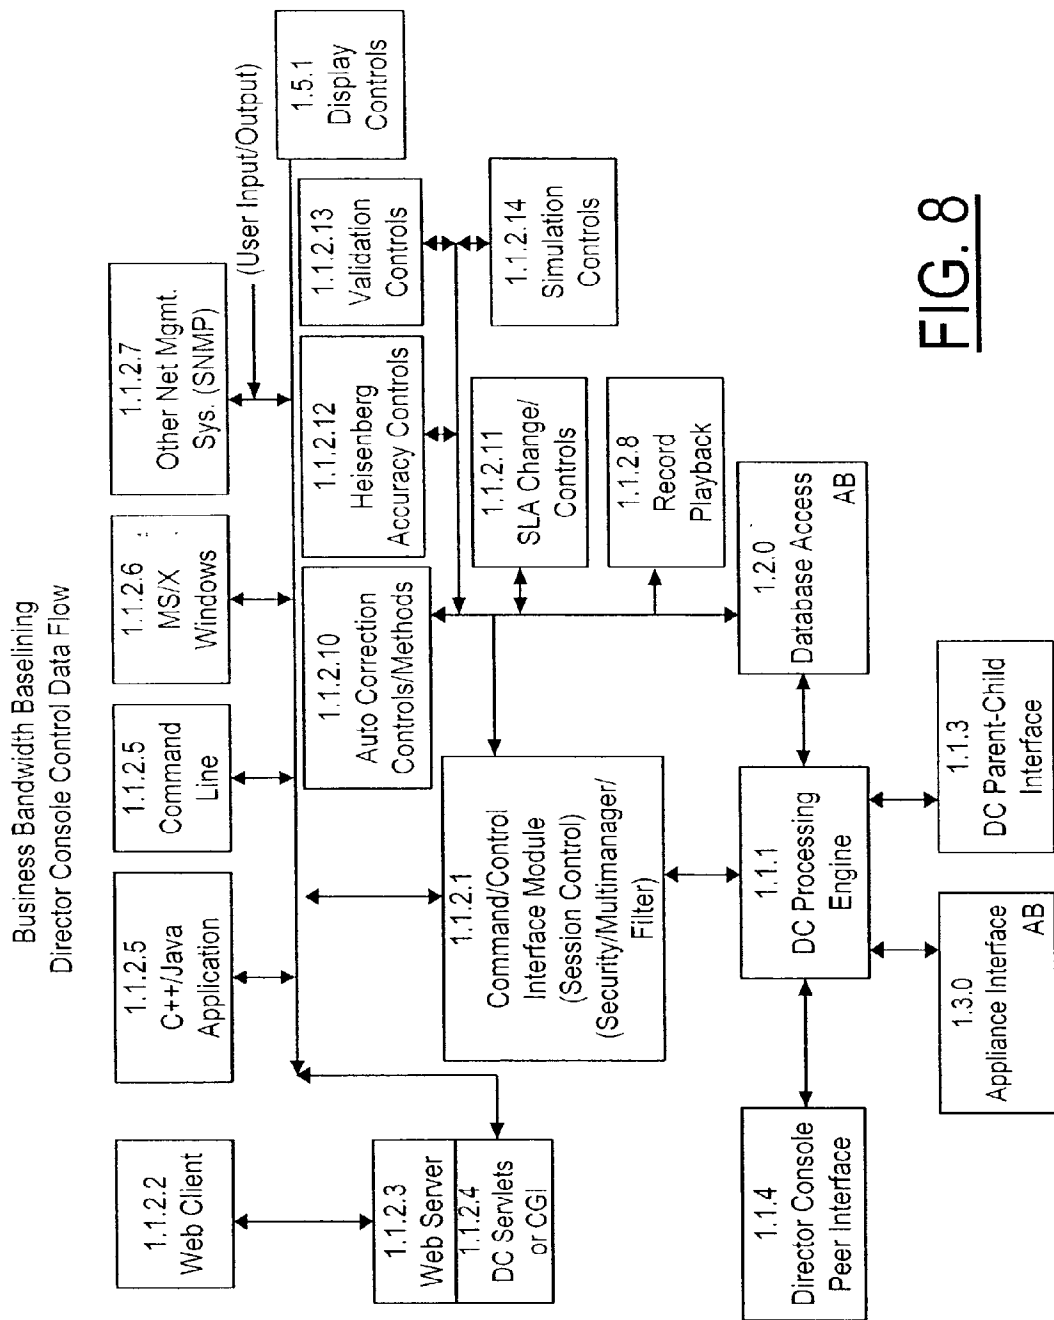 Business Bandwidth Baselining
Director Console Control Data Flow
1.1.2.2
Web Client
1.1.2.5
C++/Java
Application
1.1.2.5
Command
Line
1.1.2.6
MS/X
Windows
1.1.2.7
Other Net Mgmt.
Sys. (SNMP)
(User Input/Output)
1.5.1
Display
Controls
1.1.2.3
Web Server
1.1.2.4
DC Servlets
or CGI
1.1.2.10
Auto Correction
Controls/Methods
1.1.2.12
Heisenberg
Accuracy Controls
1.1.2.13
Validation
Controls
1.1.2.1
Command/Control
Interface Module
(Session Control)
(Security/Multimanager/
Filter)
1.1.2.11
SLA Change/
Controls
1.1.2.14
Simulation
Controls
1.1.2.8
Record
Playback
1.1.4
Director Console
Peer Interface
1.1.1
DC Processing
Engine
1.2.0
Database Access
AB
1.3.0
Appliance Interface
AB
1.1.3
DC Parent-Child
Interface
FIG. 8